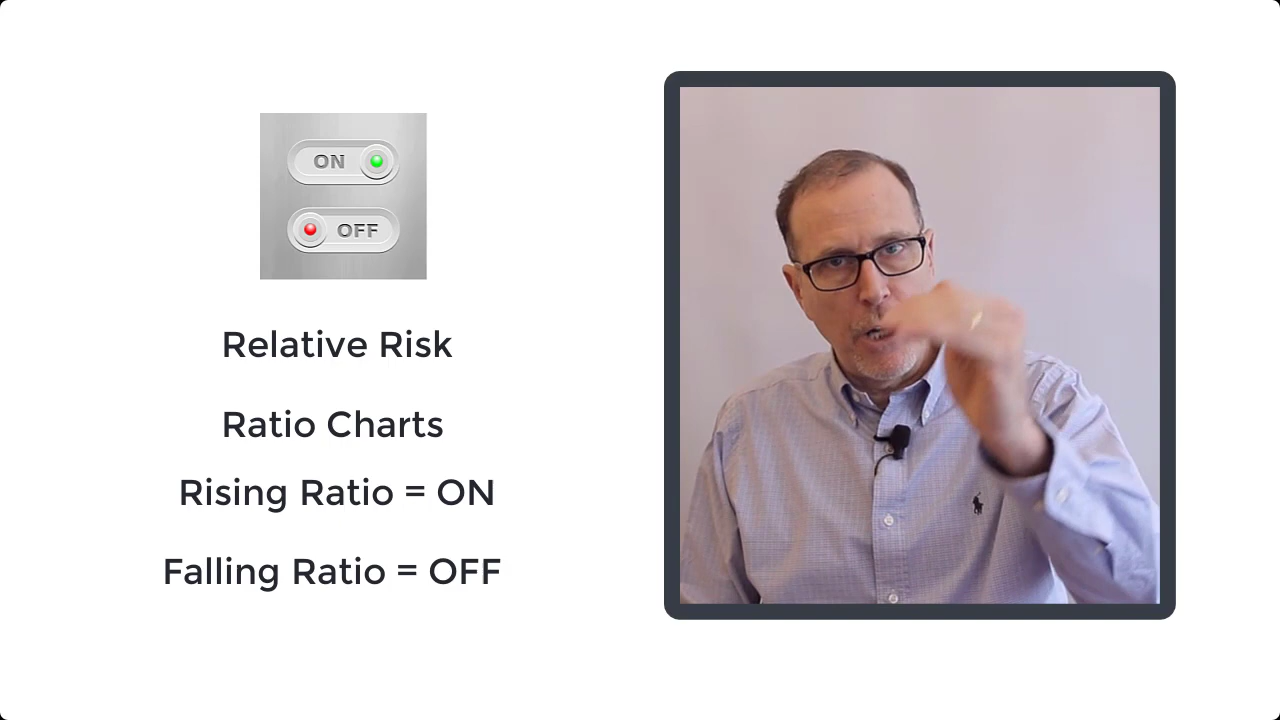 ON
OFF
Relative Risk
Ratio Charts
Rising Ratio = ON
Falling Ratio = OFF